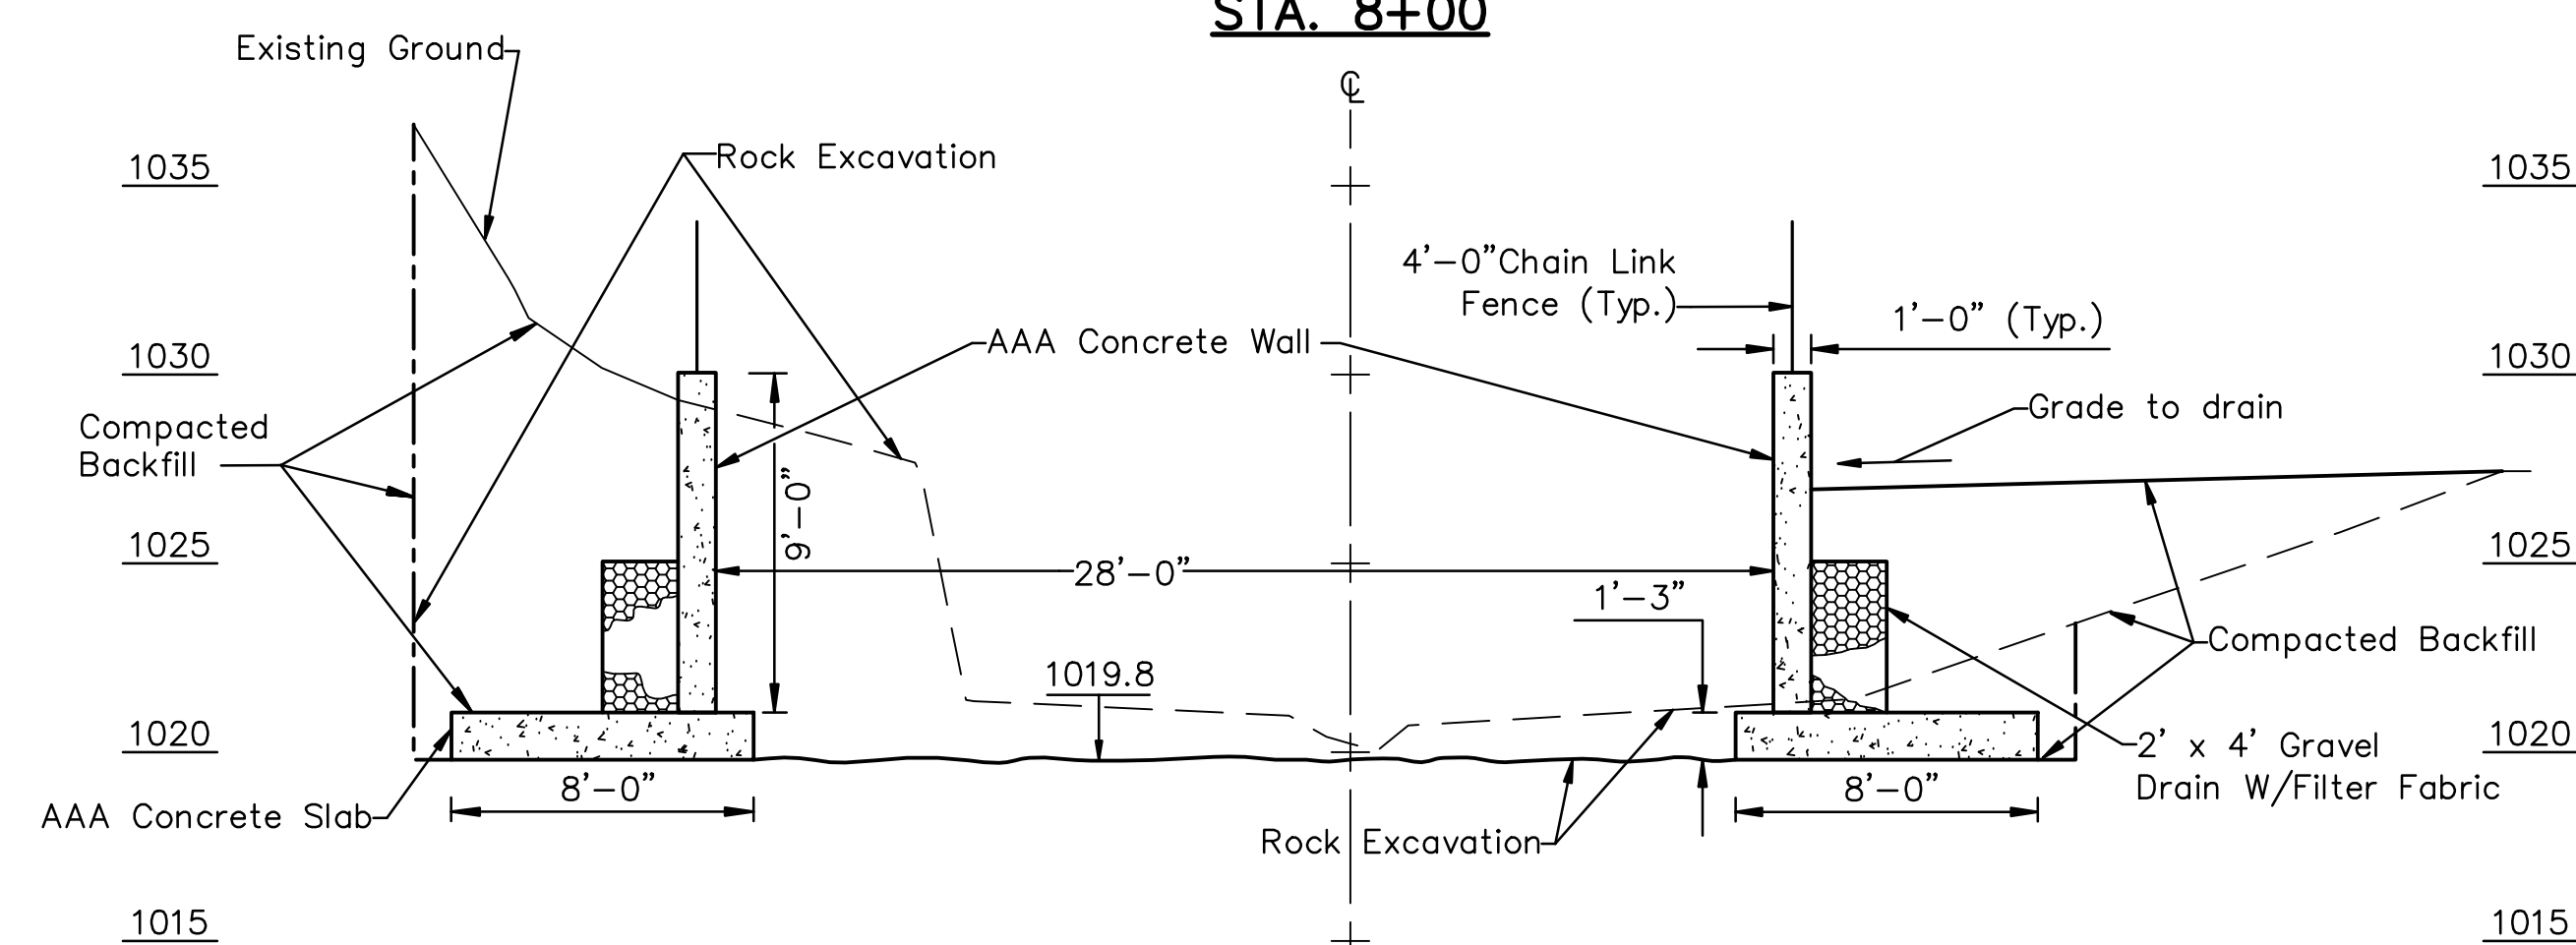 STA. 8+00
Existing Ground
℄
Rock Excavation
1035
1035
4'-0"Chain Link
Fence (Typ.)
1'-0" (Typ.)
AAA Concrete Wall
1030
1030
Grade to drain
Compacted
Backfill
9'-0"
1025
1025
28'-0"
1'-3"
Compacted Backfill
1019.8
1020
1020
2' x 4' Gravel
Drain W/Filter Fabric
8'-0"
8'-0"
AAA Concrete Slab
Rock Excavation
1015
1015